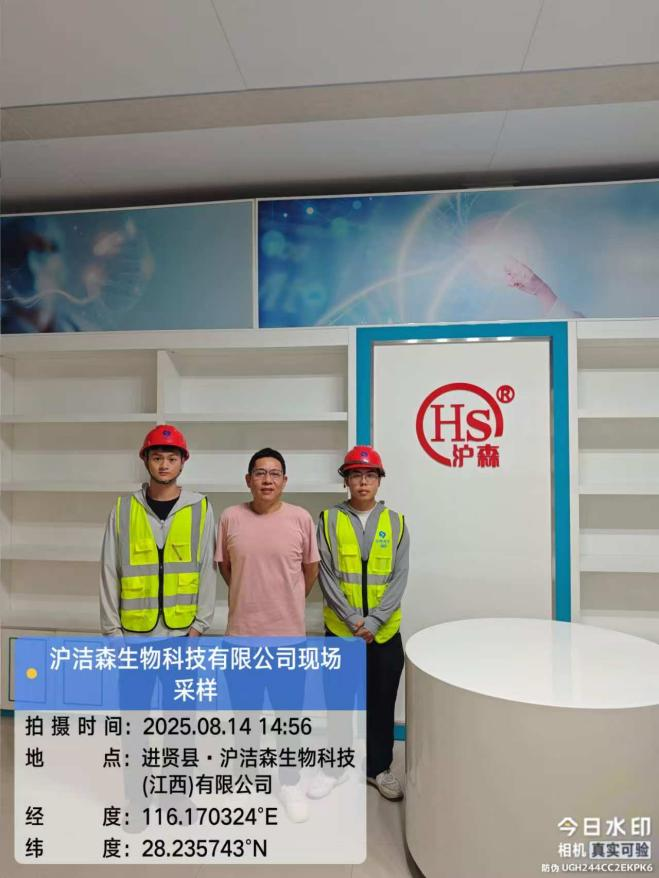 HS®
沪森
沪洁森生物科技有限公司现场
采样
拍摄时间：2025.08.14 14:56
地 点：进贤县·沪洁森生物科技
(江西)有限公司
经 度：116.170324°E
纬 度：28.235743°N
今日水印
相机 真实可验
防伪 UGH244CC2EKPK6